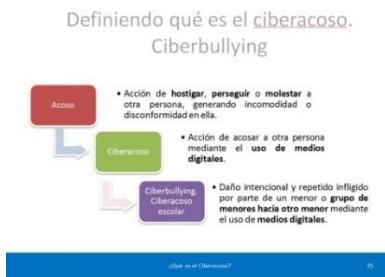 Definiendo qué es el ciberacoso.
Ciberbullying
Acoso
• Acción de hostigar, perseguir o molestar a
otra persona, generando incomodidad o
disconformidad en ella.
Ciberacoso
• Acción de acosar a otra persona
mediante el uso de medios
digitales.
Ciberbullying.
Ciberacoso
escolar
• Daño intencional y repetido infligido
por parte de un menor o grupo de
menores hacía otro menor mediante
el uso de medios digitales.
¿Qué es el Ciberacoso?
25